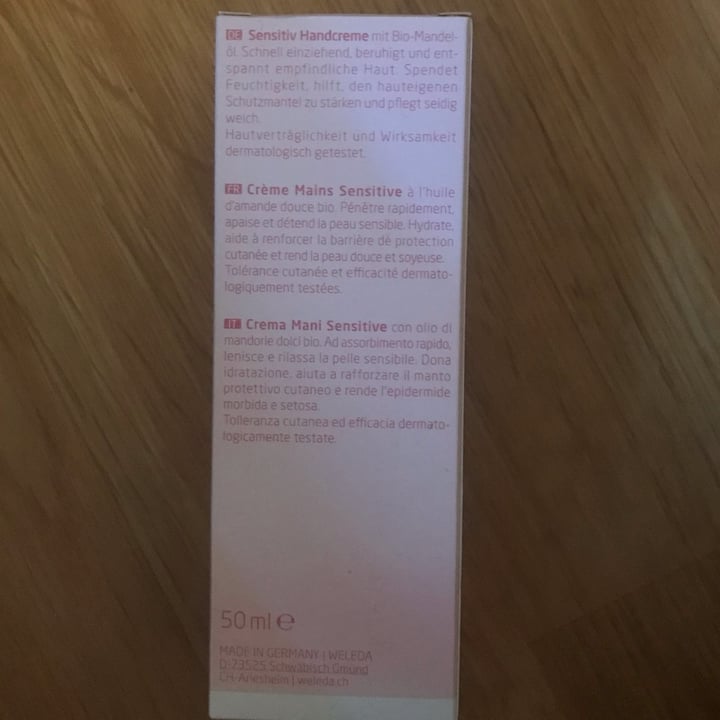 DE Sensitiv Handcreme mit Bio-Mandel-
öl. Schnell einziehend, beruhigt und ent-
spannt empfindliche Haut. Spendet
Feuchtigkeit, hilft, den hauteigenen
Schutzmantel zu stärken und pflegt seidig
weich.
Hautverträglichkeit und Wirksamkeit
dermatologisch getestet.
FR Crème Mains Sensitive à l'huile
d'amande douce bio. Pénètre rapidement,
apaise et détend la peau sensible. Hydrate,
aide à renforcer la barrière de protection
cutanée et rend la peau douce et soyeuse.
Tolérance cutanée et efficacité dermato-
logiquement testées.
IT Crema Mani Sensitive con olio di
mandorle dolci bio. Ad assorbimento rapido,
lenisce e rilassa la pelle sensibile. Dona
idratazione, aiuta a rafforzare il manto
protettivo cutaneo e rende l'epidermide
morbida e setosa.
Tolleranza cutanea ed efficacia dermato-
logicamente testate.
50 ml ℮
MADE IN GERMANY | WELEDA
D-73525 Schwäbisch Gmünd
CH-Arlesheim | weleda.ch